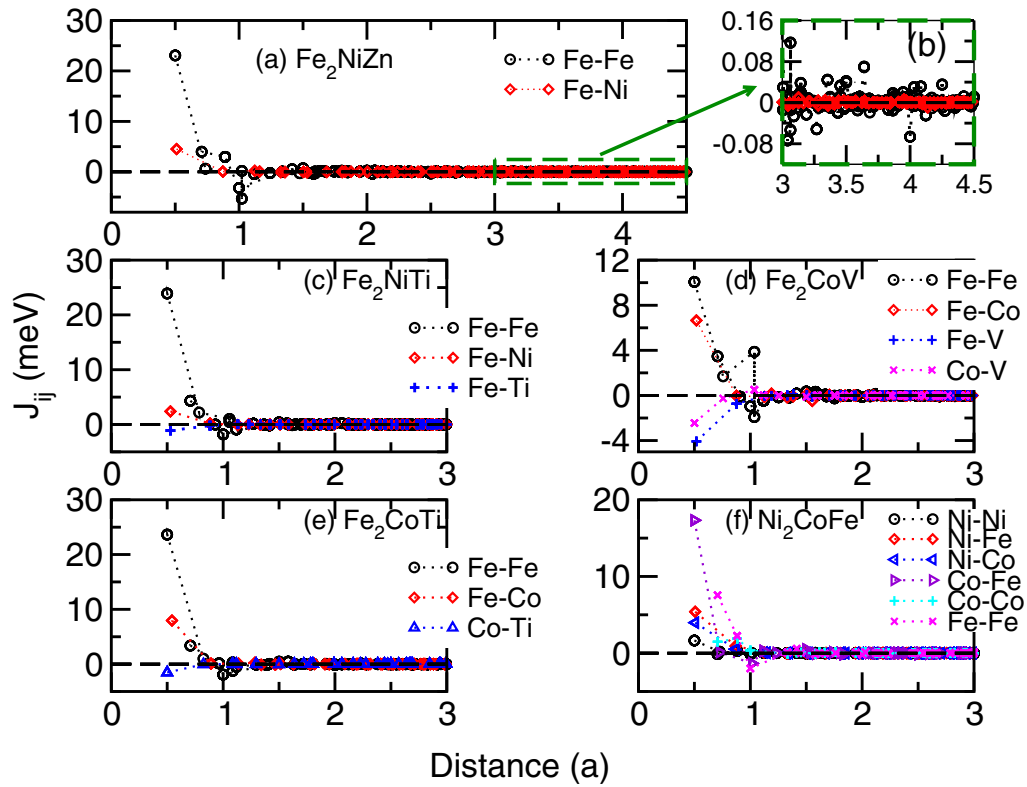 30
20
10
0
0
1
2
3
4
(a) Fe2NiZn
Fe-Fe
Fe-Ni
0.16
0.08
0
-0.08
3
3.5
4
4.5
(b)
Jij (meV)
30
20
10
0
0
1
2
3
(c) Fe2NiTi
Fe-Fe
Fe-Ni
Fe-Ti
12
8
4
0
-4
0
1
2
3
(d) Fe2CoV
Fe-Fe
Fe-Co
Fe-V
Co-V
30
20
10
0
0
1
2
3
(e) Fe2CoTi
Fe-Fe
Fe-Co
Co-Ti
20
10
0
0
1
2
3
(f) Ni2CoFe
Ni-Ni
Ni-Fe
Ni-Co
Co-Fe
Co-Co
Fe-Fe
Distance (a)